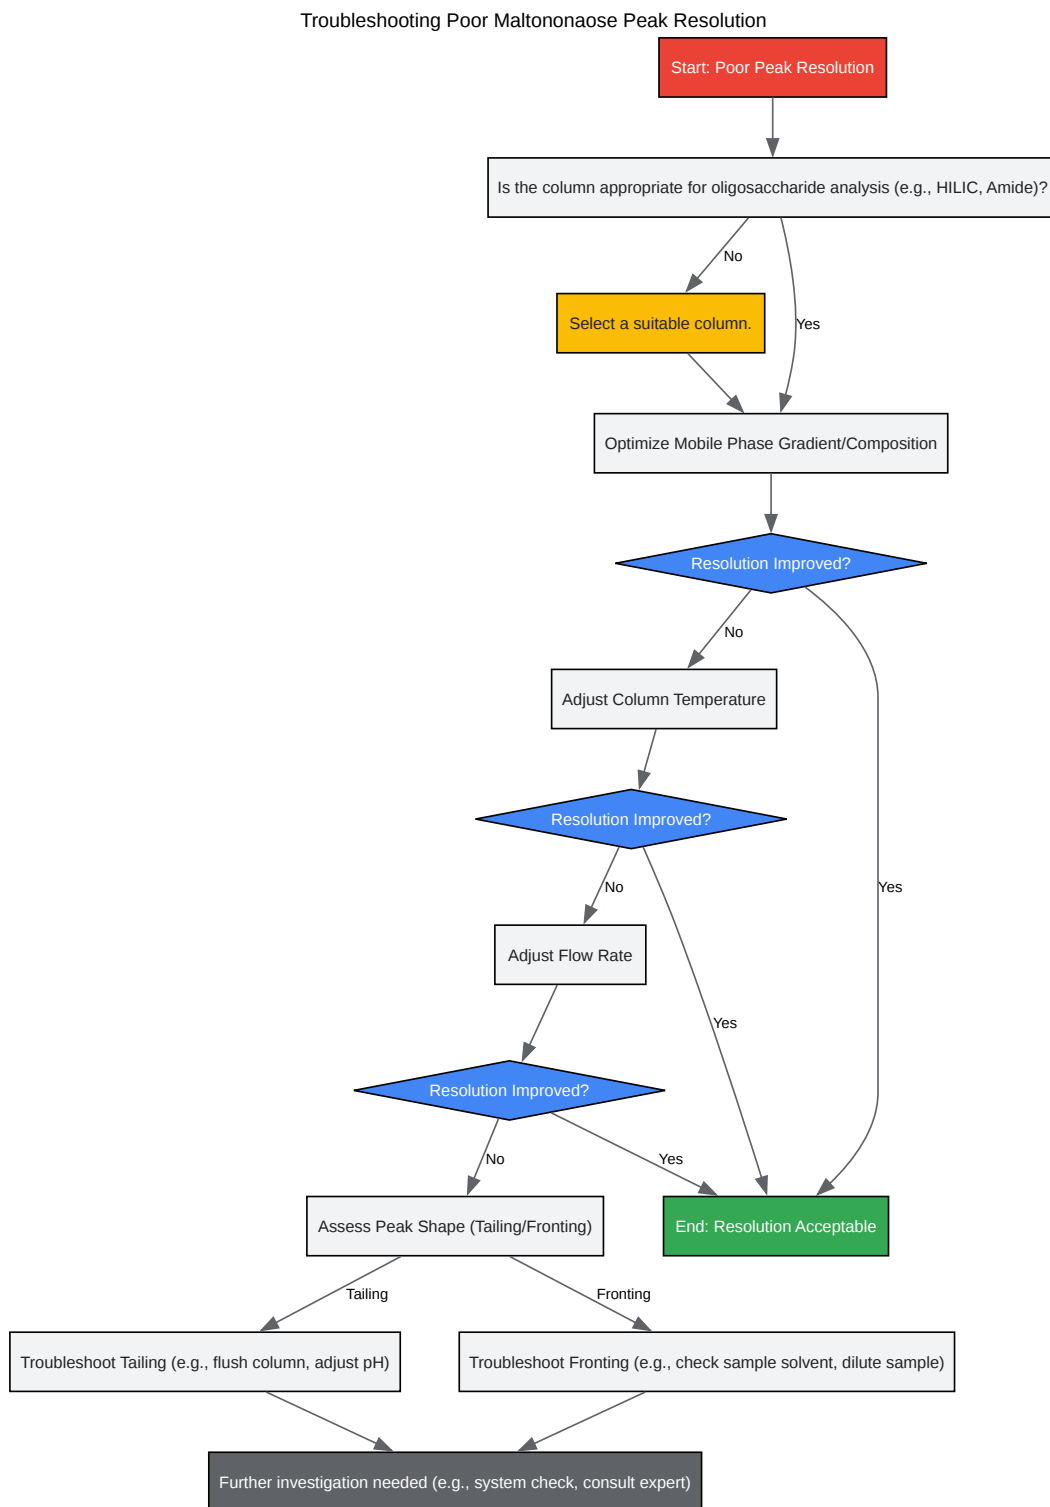 Troubleshooting Poor Maltononaose Peak Resolution
Start: Poor Peak Resolution
Is the column appropriate for oligosaccharide analysis (e.g., HILIC, Amide)?
No
Select a suitable column.
Yes
Optimize Mobile Phase Gradient/Composition
Resolution Improved?
No
Adjust Column Temperature
Resolution Improved?
No
Yes
Adjust Flow Rate
Yes
Resolution Improved?
No
Yes
Assess Peak Shape (Tailing/Fronting)
End: Resolution Acceptable
Tailing
Fronting
Troubleshoot Tailing (e.g., flush column, adjust pH)
Troubleshoot Fronting (e.g., check sample solvent, dilute sample)
Further investigation needed (e.g., system check, consult expert)